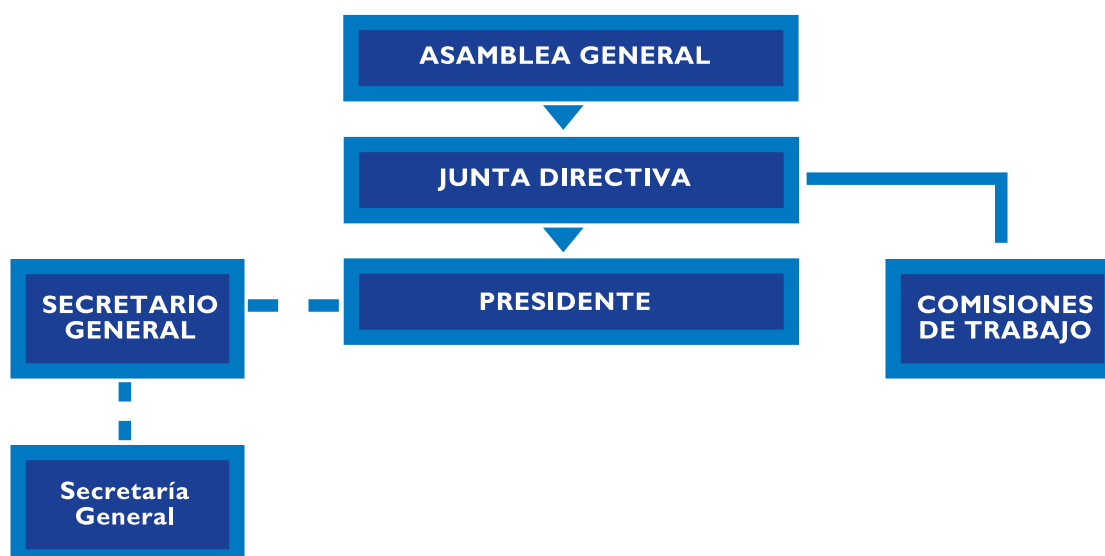 ASAMBLEA GENERAL
JUNTA DIRECTIVA
SECRETARIO
GENERAL
PRESIDENTE
COMISIONES
DE TRABAJO
Secretaría
General